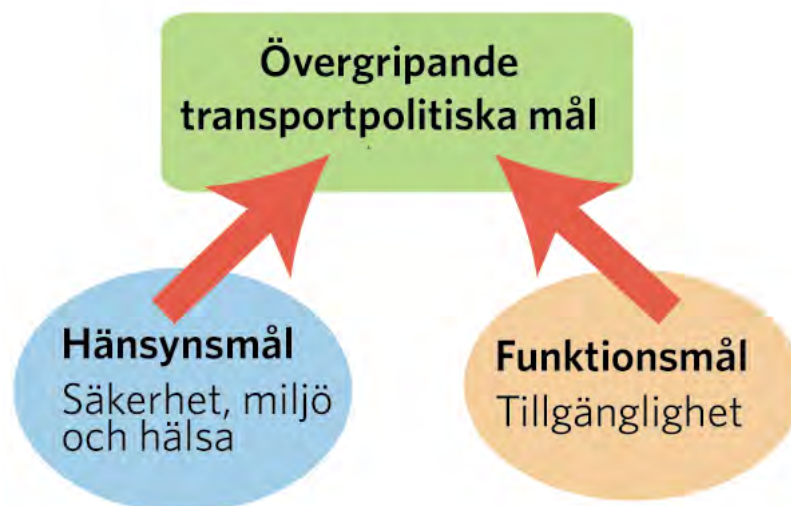 Övergripande
transportpolitiska mål
Hänsynsmål
Säkerhet, miljö
och hälsa
Funktionsmål
Tillgänglighet